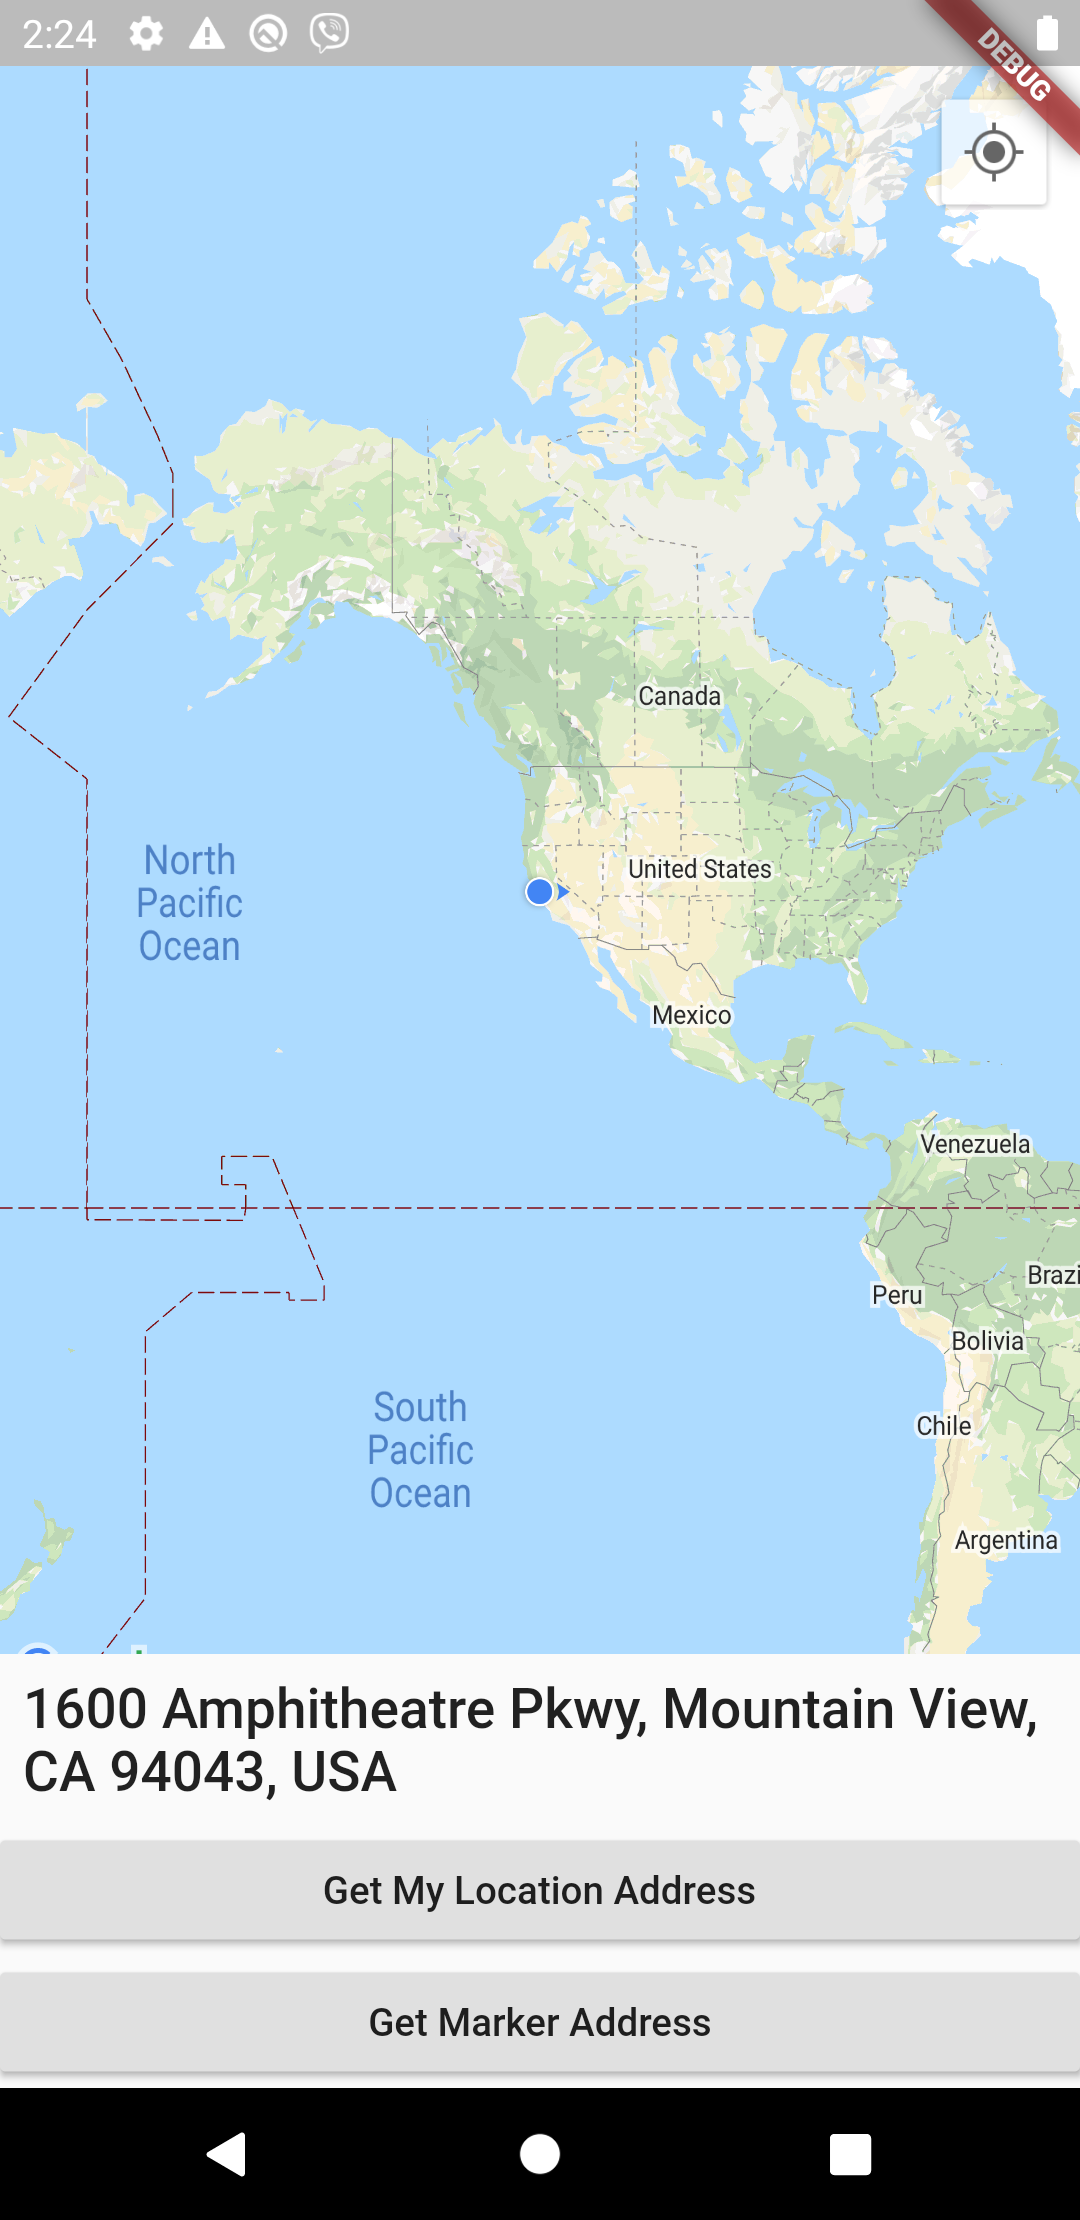 2:24
DEBUG
Canada
North
Pacific
Ocean
United States
Mexico
Venezuela
Brazi
Peru
Bolivia
Chile
South
Pacific
Ocean
Argentina
1600 Amphitheatre Pkwy, Mountain View,
CA 94043, USA
Get My Location Address
Get Marker Address